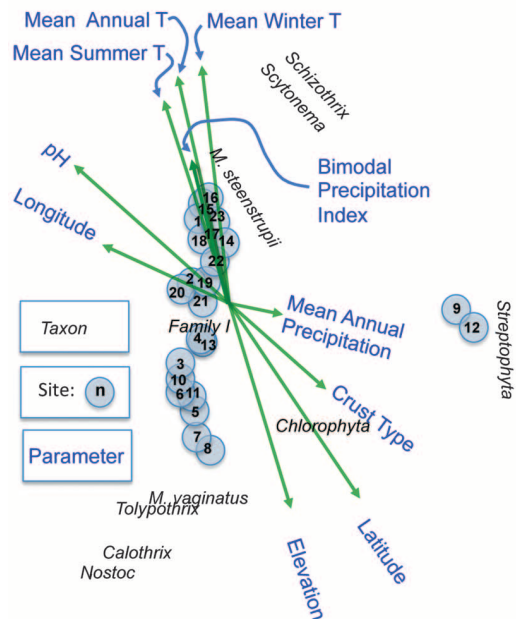 Mean Annual T
Mean Winter T
Mean Summer T
Schizothrix
Scytonema
pH
M. steenstrupii
Bimodal
Precipitation
Index
Longitude
16
15
1
23
17
18
14
22
2
19
20
21
9
12
Streptophyta
Mean Annual
Precipitation
Taxon
Family I
4
13
Site: n
3
10
6
11
5
Crust Type
Chlorophyta
Parameter
7
8
M. vaginatus
Tolypothrix
Calothrix
Nostoc
Elevation
Latitude